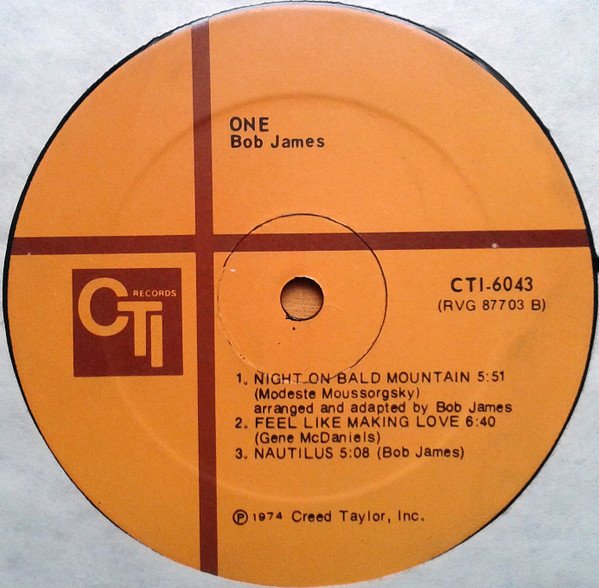 ONE
Bob James
CTI RECORDS
CTI-6043
(RVG 87703 B)
1. NIGHT ON BALD MOUNTAIN 5:51
(Modeste Moussorgsky)
arranged and adapted by Bob James
2. FEEL LIKE MAKING LOVE 6:40
(Gene McDaniels)
3. NAUTILUS 5:08 (Bob James)
℗ 1974 Creed Taylor, Inc.